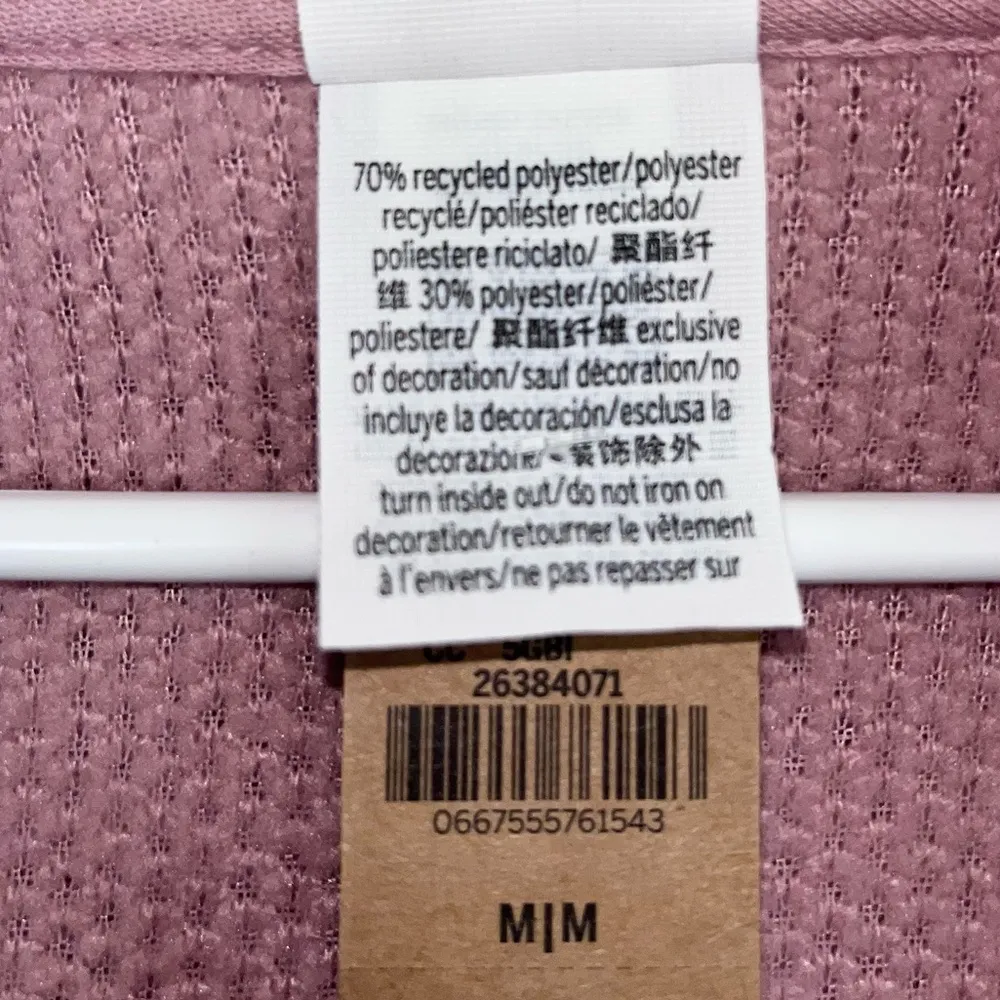 70% recycled polyester/polyester
recyclé/poliéster reciclado/
poliestere riciclato/ 聚酯纤
维 30% polyester/poliéster/
poliestere/ 聚酯纤维 exclusive
of decoration/sauf décoration/no
incluye la decoración/esclusa la
decorazione/ 装饰除外
turn inside out/do not iron on
decoration/retourner le vêtement
à l'envers/ne pas repasser sur
26384071
0667555761543
M|M